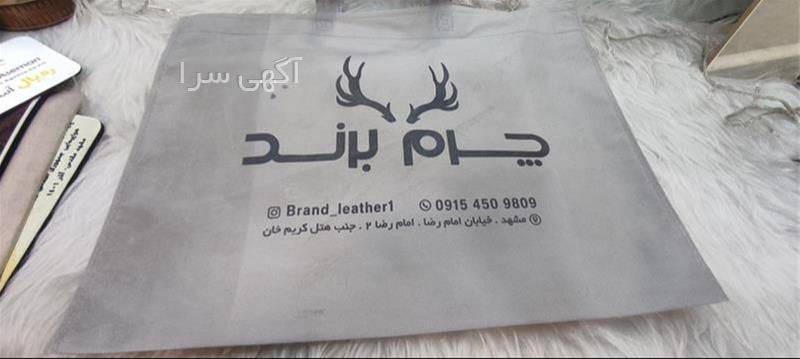 آگهی سرا
چرم برند
Brand_leather1 0915 450 9809
مشهد . خیابان امام رضا . امام رضا ۲ . جنب هتل کریم خان